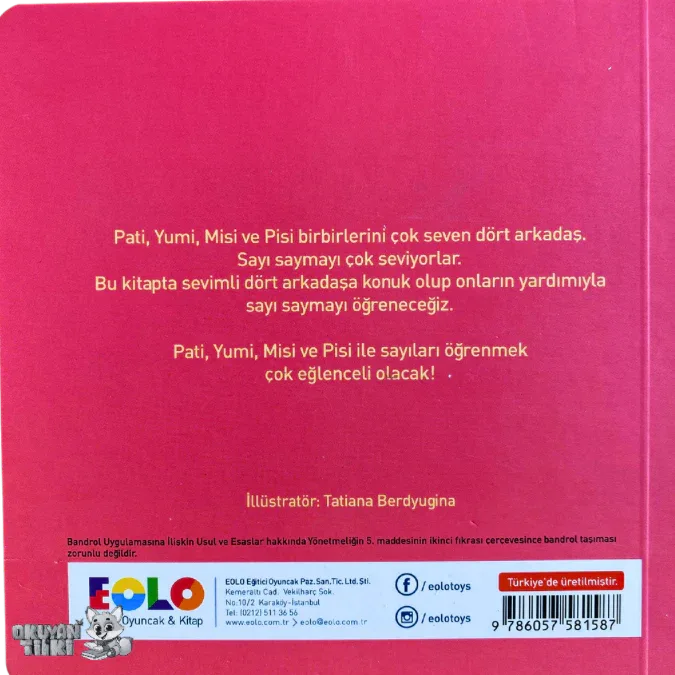 Pati, Yumi, Misi ve Pisi birbirlerini çok seven dört arkadaş.
Sayı saymayı çok seviyorlar.
Bu kitapta sevimli dört arkadaşa konuk olup onların yardımıyla
sayı saymayı öğreneceğiz.
Pati, Yumi, Misi ve Pisi ile sayıları öğrenmek
çok eğlenceli olacak!
İllüstratör: Tatiana Berdyugina
Bandrol Uygulamasına İlişkin Usul ve Esaslar hakkında Yönetmeliğin 5. maddesinin ikinci fıkrası çerçevesince bandrol taşıması
zorunlu değildir.
EOLO
Oyuncak & Kitap
EOLO Eğitici Oyuncak Paz.San.Tic.Ltd.Şti.
Kemeraltı Cad. Vekilharç Sok.
No:10/2 Karaköy-İstanbul
Tel: (0212) 511 36 56
www.eolo.com.tr > eolo@eolo.com.tr
/eolotoys
/eolotoys
Türkiye'de üretilmiştir.
9 786057 581587
OKUYAN
TİLKİ